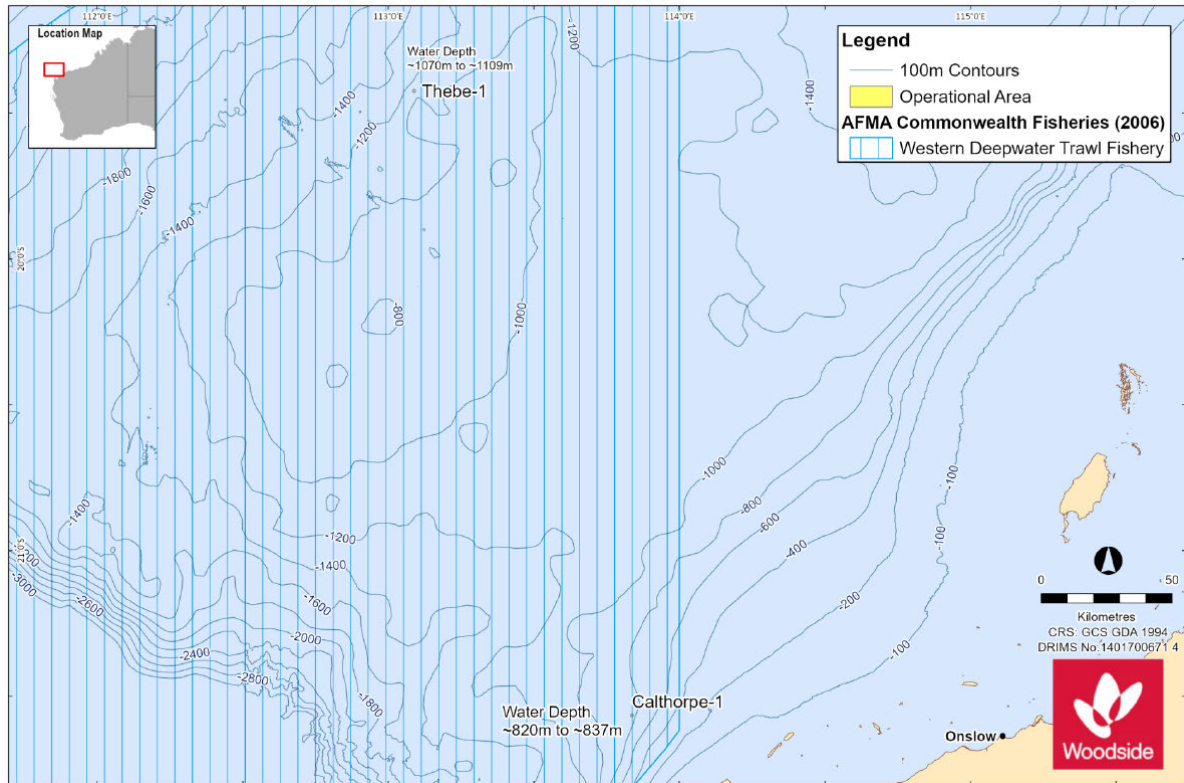 112°0'E
113°0'E
114°0'E
115°0'E
Location Map
Water Depth
~1070m to ~1109m
Thebe-1
Legend
100m Contours
Operational Area
AFMA Commonwealth Fisheries (2006)
Western Deepwater Trawl Fishery
-1200
-1400
-1400
-1200
-1800
-1600
-1400
20°0'S
-800
-1000
-1000
-800
-600
-400
-200
-100
-100
-100
-1400
-1200
-1400
-1600
-2000
-1800
21°0'S
-3000
-2600
-2400
-2800
0
50
Kilometres
CRS: GCS GDA 1994
DRIMS No.1401700671 4
Water Depth
~820m to ~837m
Calthorpe-1
Onslow
Woodside